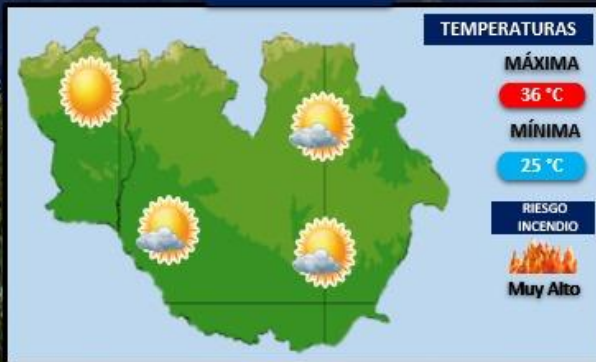 TEMPERATURAS
MÁXIMA
36 °C
MÍNIMA
25 °C
RIESGO
INCENDIO
Muy Alto